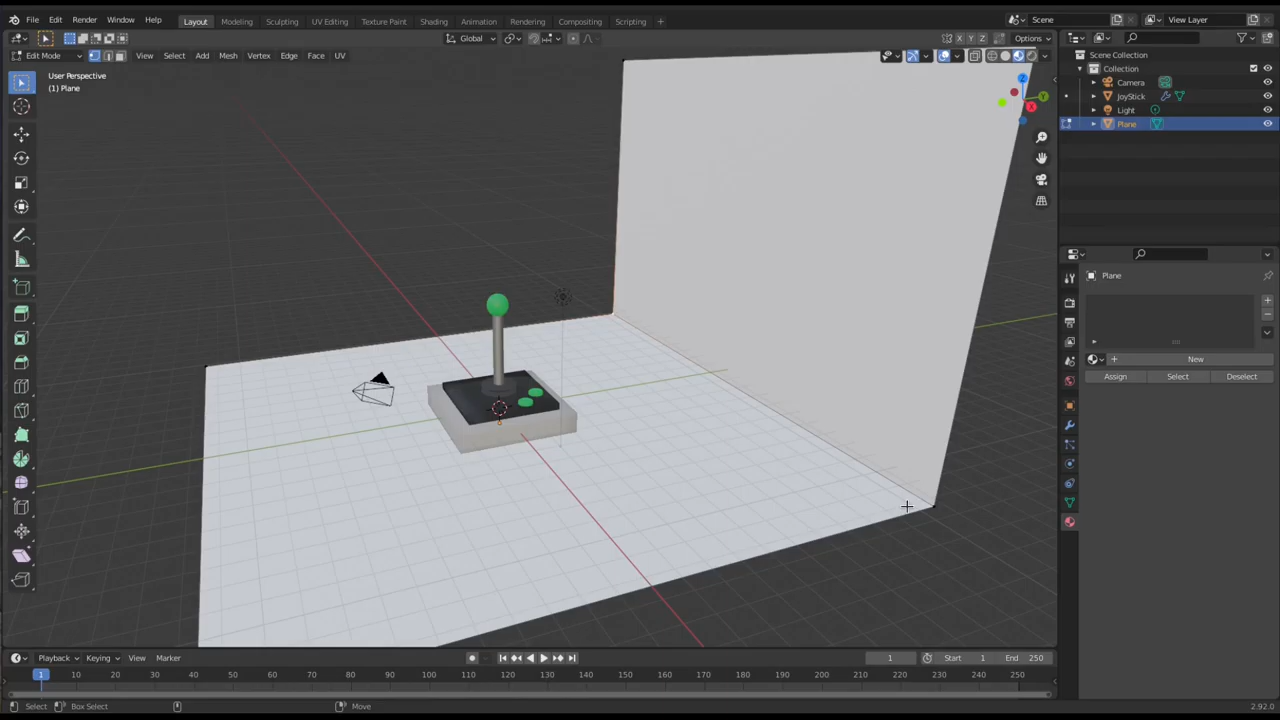 File Edit Render Window Help Layout Modeling Sculpting UV Editing Texture Paint Shading Animation Rendering Compositing Scripting + Scene View Layer
Global X Y Z Options
Edit Mode View Select Add Mesh Vertex Edge Face UV
User Perspective
(1) Plane
Z
Y
X
Scene Collection
Collection
Camera
JoyStick
Light
Plane
Plane
New
Assign Select Deselect
Playback Keying View Marker 1 Start 1 End 250
1 10 20 30 40 50 60 70 80 90 100 110 120 130 140 150 160 170 180 190 200 210 220 230 240 250
Select Box Select Move 2.92.0